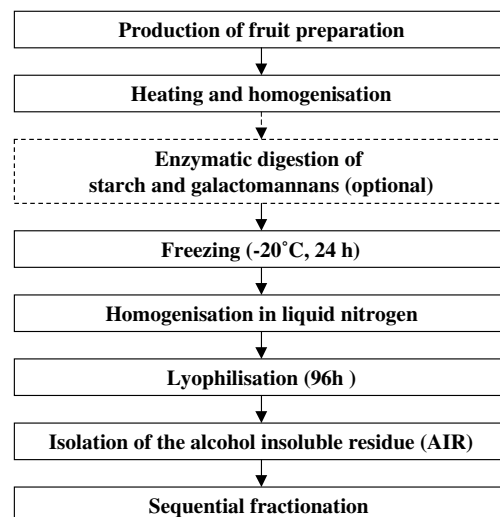 Production of fruit preparation
Heating and homogenisation
Enzymatic digestion of
starch and galactomannans (optional)
Freezing (-20˚C, 24 h)
Homogenisation in liquid nitrogen
Lyophilisation (96h )
Isolation of the alcohol insoluble residue (AIR)
Sequential fractionation